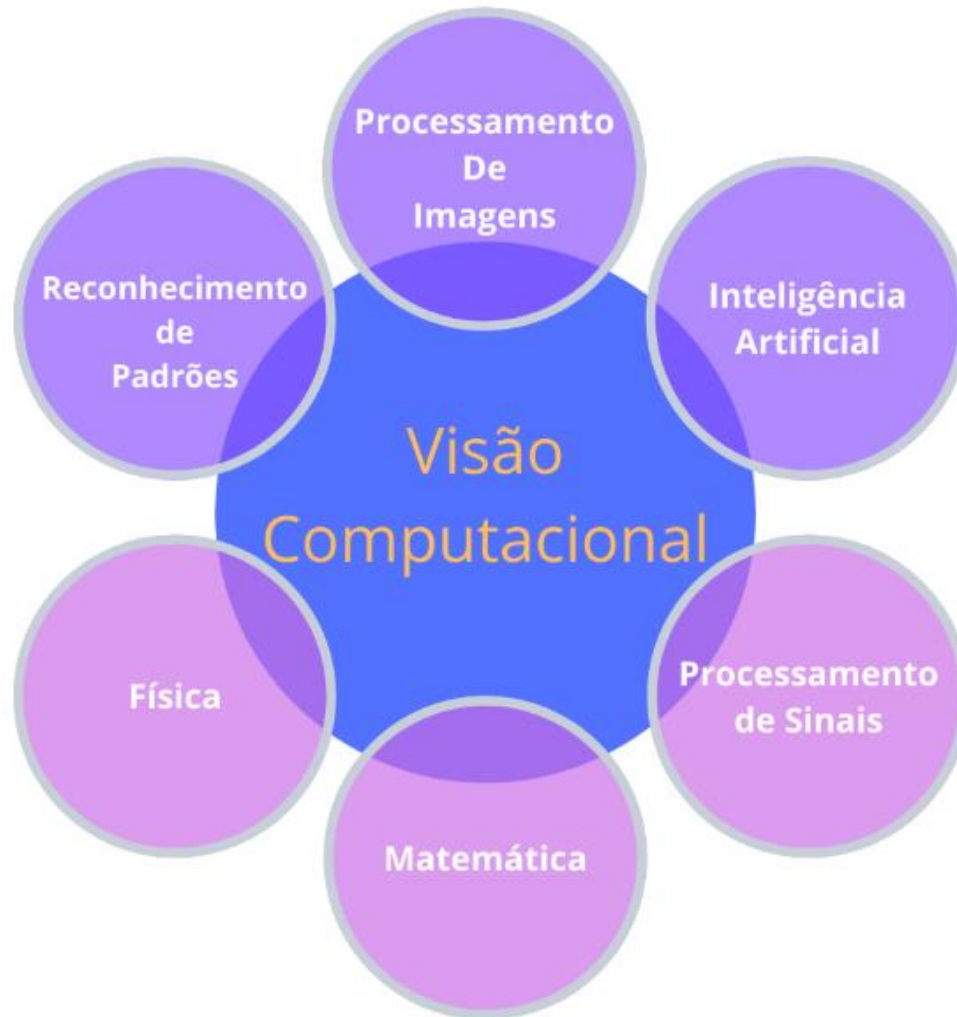 Processamento
De
Imagens
Reconhecimento
de
Padrões
Inteligência
Artificial
Visão
Computacional
Física
Processamento
de Sinais
Matemática